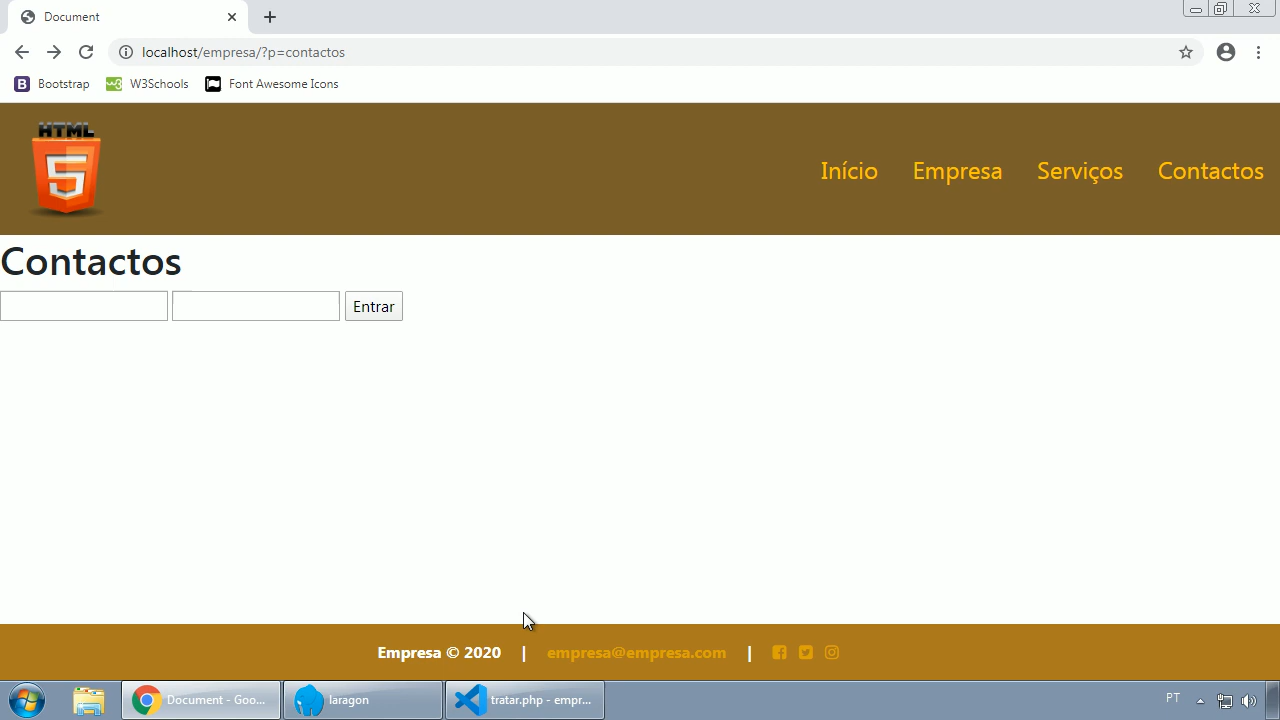 Document
localhost/empresa/?p=contactos
Bootstrap W3Schools Font Awesome Icons
HTML
5
Início Empresa Serviços Contactos
Contactos
Entrar
Empresa © 2020 | empresa@empresa.com |
Document - Goo... laragon tratar.php - empr... PT